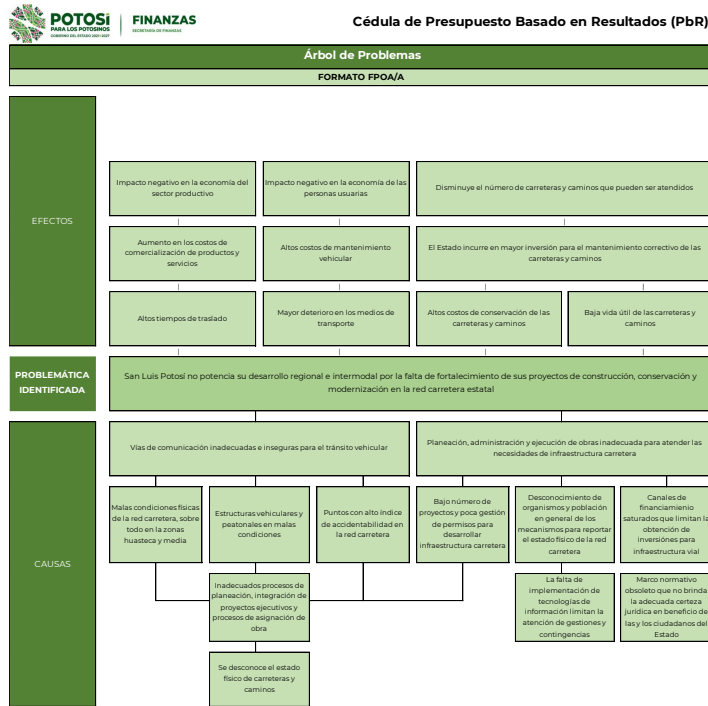 POTOSÍ
PARA LOS POTOSINOS
GOBIERNO DEL ESTADO 2021-2027
FINANZAS
SECRETARÍA DE FINANZAS
Cédula de Presupuesto Basado en Resultados (PbR)
Árbol de Problemas
FORMATO FPOA/A
EFECTOS
Impacto negativo en la economía del
sector productivo
Impacto negativo en la economía de las
personas usuarias
Disminuye el número de carreteras y caminos que pueden ser atendidos
Aumento en los costos de
comercialización de productos y
servicios
Altos costos de mantenimiento
vehicular
El Estado incurre en mayor inversión para el mantenimiento correctivo de las
carreteras y caminos
Altos tiempos de traslado
Mayor deterioro en los medios de
transporte
Altos costos de conservación de las
carreteras y caminos
Baja vida útil de las carreteras y
caminos
PROBLEMÁTICA
IDENTIFICADA
San Luis Potosí no potencia su desarrollo regional e intermodal por la falta de fortalecimiento de sus proyectos de construcción, conservación y
modernización en la red carretera estatal
CAUSAS
Vías de comunicación inadecuadas e inseguras para el tránsito vehicular
Planeación, administración y ejecución de obras inadecuada para atender las
necesidades de infraestructura carretera
Malas condiciones físicas
de la red carretera, sobre
todo en la zonas
huasteca y media
Estructuras vehiculares y
peatonales en malas
condiciones
Puntos con alto índice
de accidentabilidad en
la red carretera
Bajo número de
proyectos y poca gestión
de permisos para
desarrollar
infraestructura carretera
Desconocimiento de
organismos y población
en general de los
mecanismos para reportar
el estado físico de la red
carretera
Canales de
financiamiento
saturados que limitan la
obtención de
inversiónes para
infraestructura vial
Inadecuados procesos de
planeación, integración de
proyectos ejecutivos y
procesos de asignación de
obra
La falta de
implementación de
tecnologías de
información limitan la
atención de gestiones y
contingencias
Marco normativo
obsoleto que no brinda
la adecuada certeza
jurídica en beneficio de
las y los ciudadanos del
Estado
Se desconoce el estado
físico de carreteras y
caminos